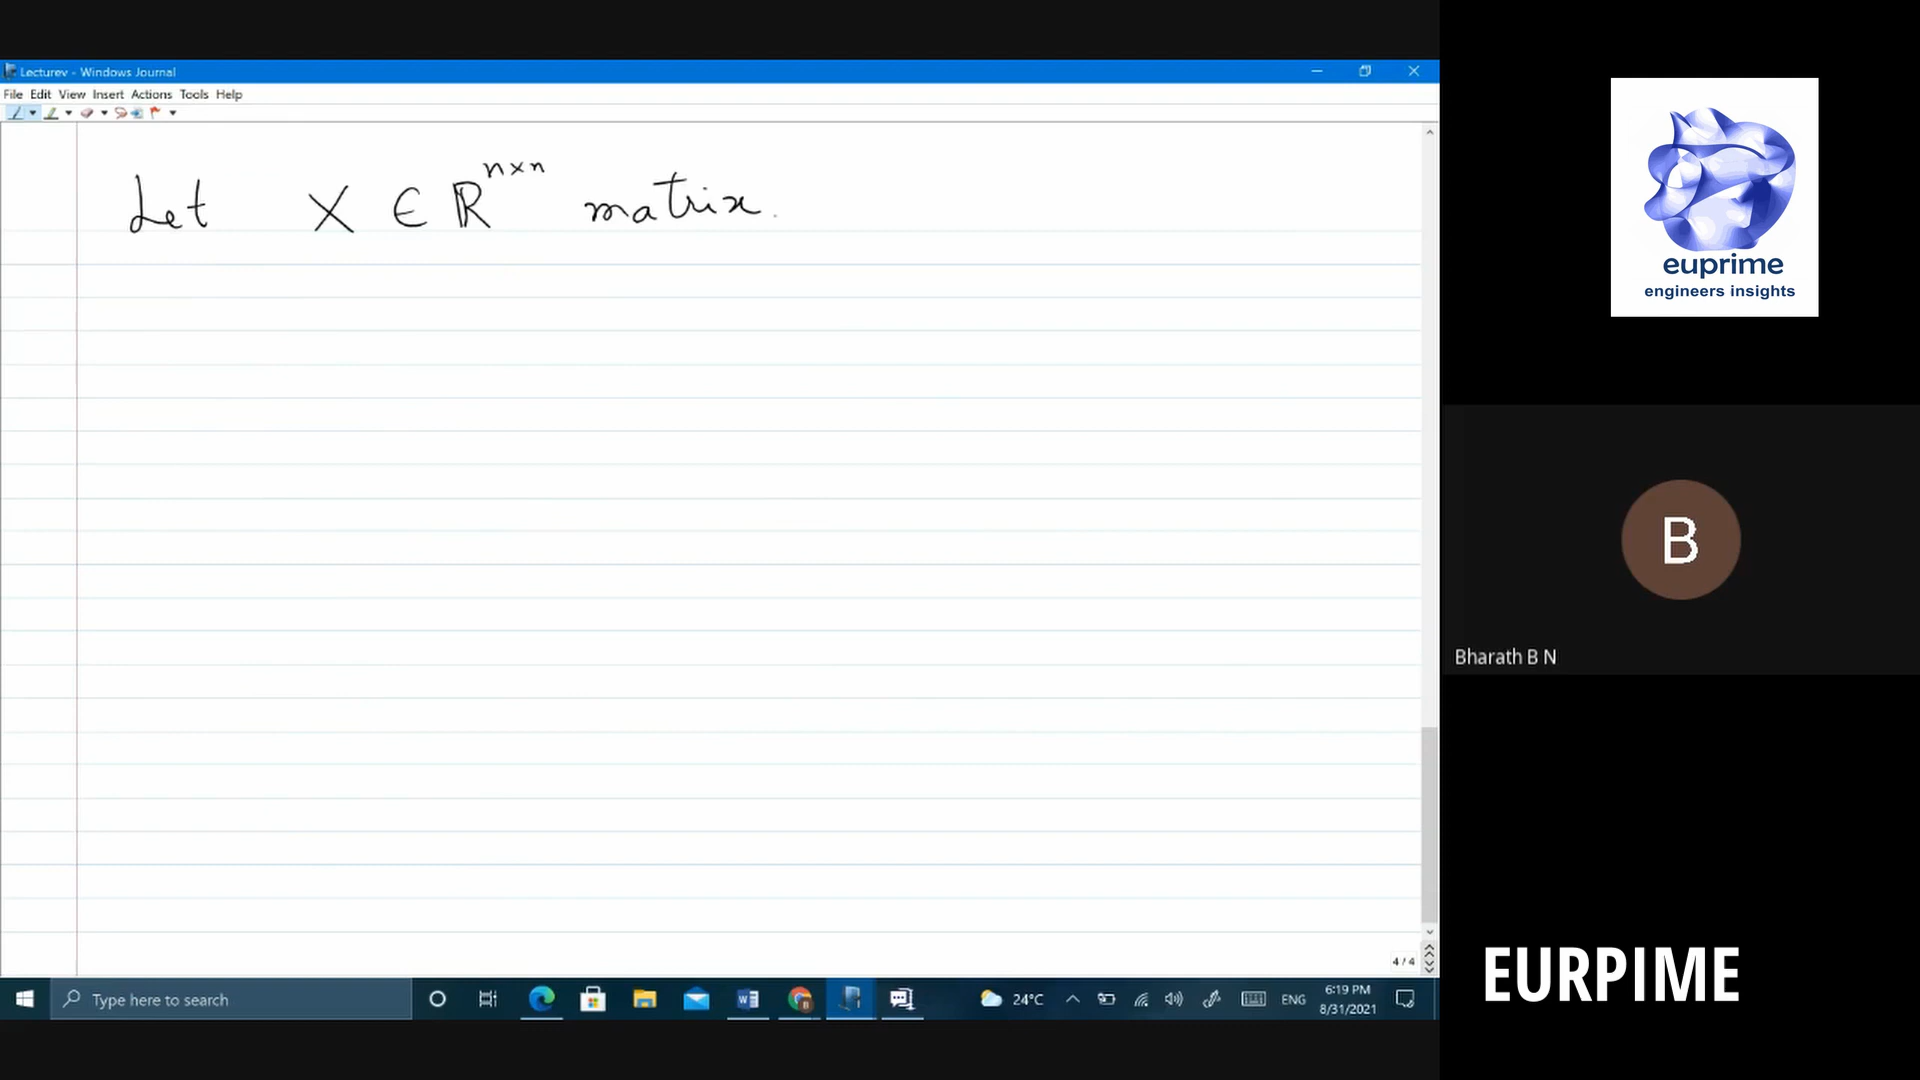 Lecturev - Windows Journal
File Edit View Insert Actions Tools Help
Let X ∈ ℝⁿˣⁿ matrix.
4 / 4
Type here to search
24°C
ENG
6:19 PM
8/31/2021
euprime
engineers insights
B
Bharath B N
EURPIME